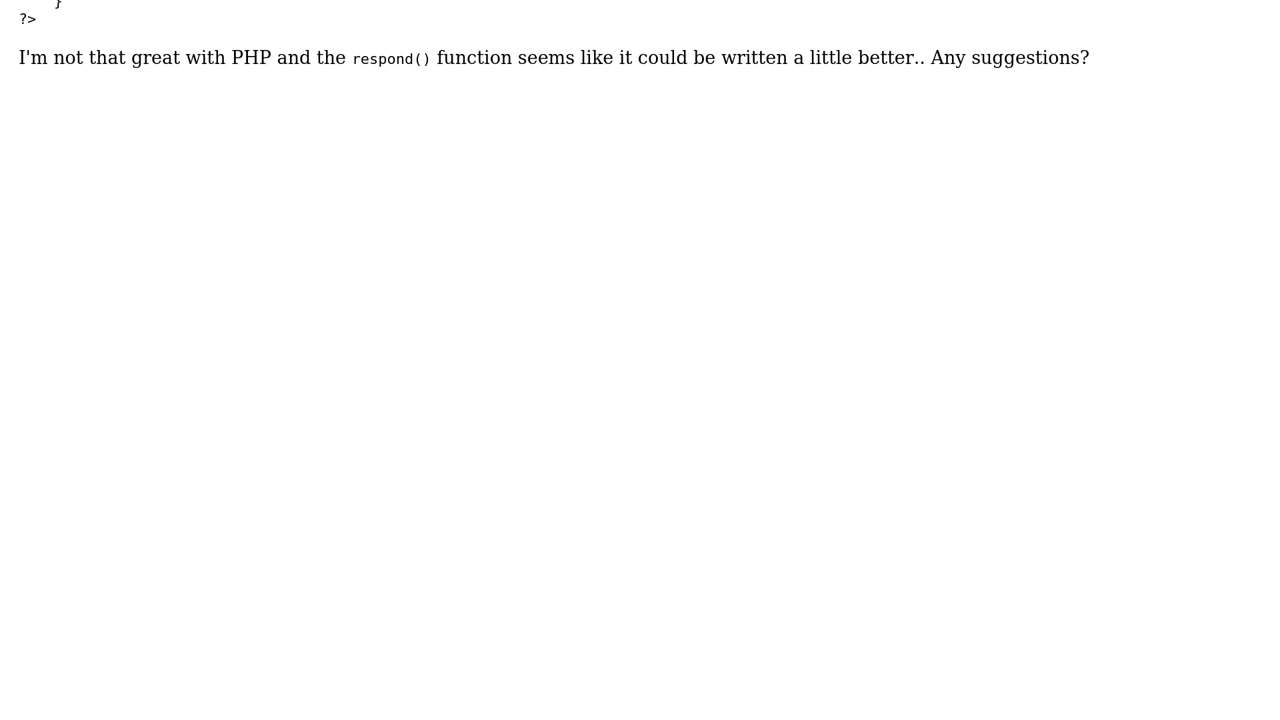 }
?>
I'm not that great with PHP and the respond() function seems like it could be written a little better.. Any suggestions?